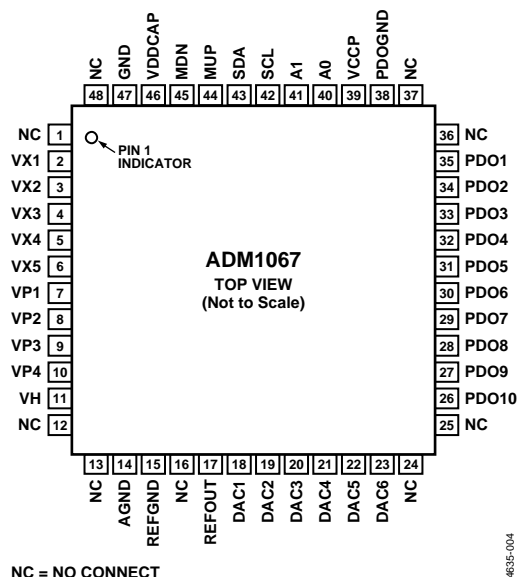 NC GND VDDCAP MDN MUP SDA SCL A1 A0 VCCP PDOGND NC
48 47 46 45 44 43 42 41 40 39 38 37
NC 1 36 NC
PIN 1
INDICATOR
VX1 2 35 PDO1
VX2 3 34 PDO2
VX3 4 33 PDO3
VX4 5 32 PDO4
VX5 6 31 PDO5
ADM1067
TOP VIEW
(Not to Scale)
VP1 7 30 PDO6
VP2 8 29 PDO7
VP3 9 28 PDO8
VP4 10 27 PDO9
VH 11 26 PDO10
NC 12 25 NC
13 14 15 16 17 18 19 20 21 22 23 24
NC AGND REFGND NC REFOUT DAC1 DAC2 DAC3 DAC4 DAC5 DAC6 NC
NC = NO CONNECT
4635-004